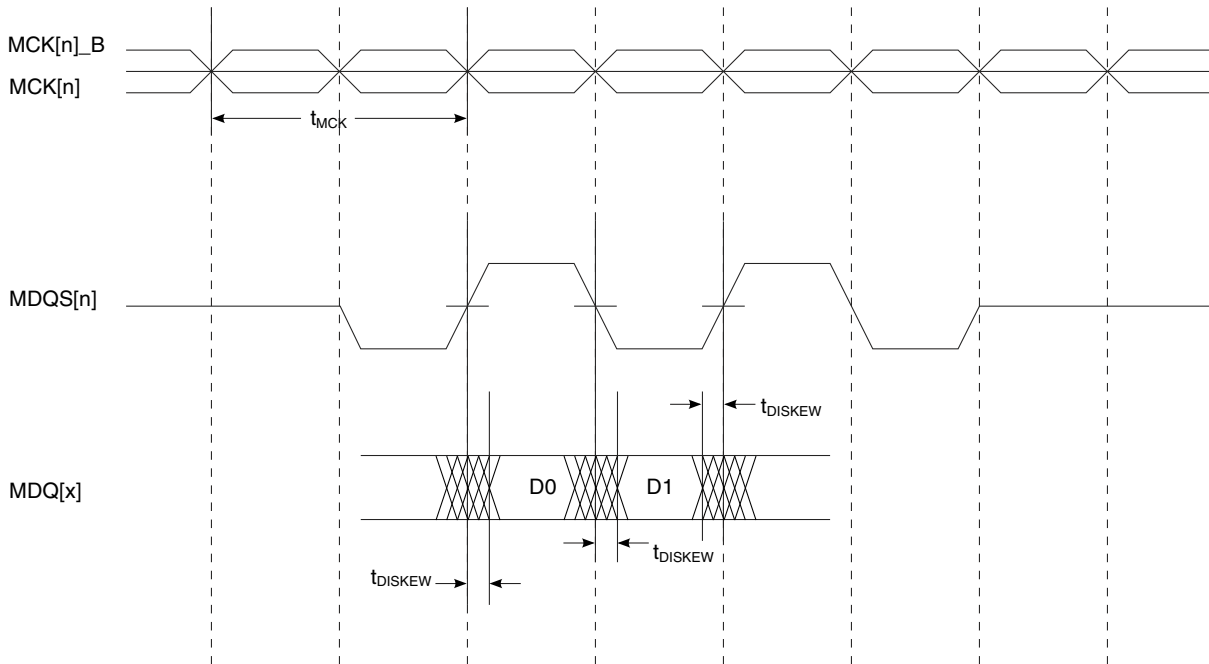 MCK[n]_B
MCK[n]
tMCK
MDQS[n]
tDISKEW
MDQ[x]
D0
D1
tDISKEW
tDISKEW